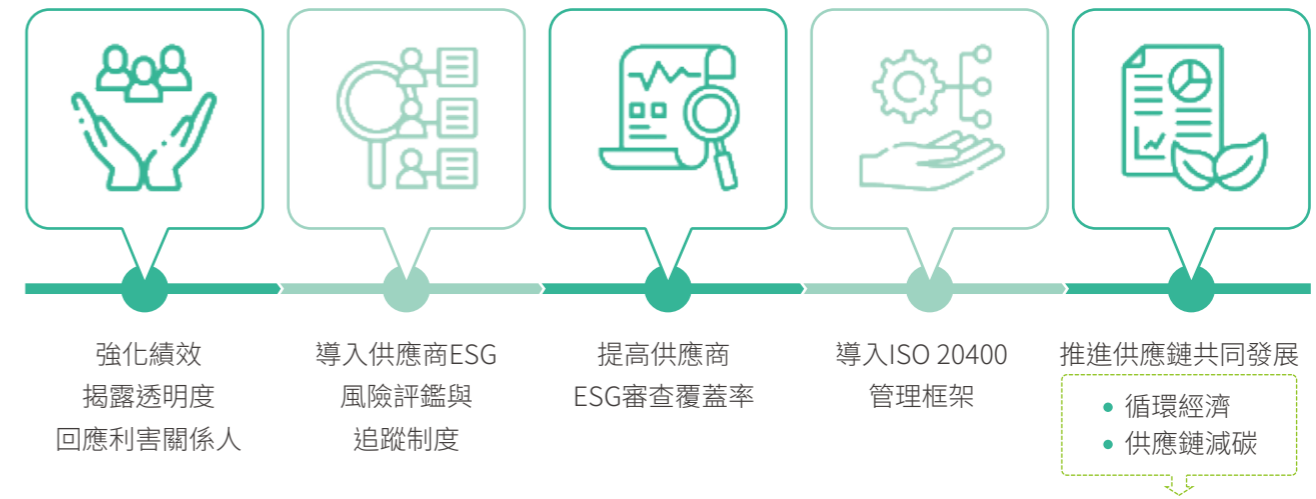 強化績效
揭露透明度
回應利害關係人
導入供應商ESG
風險評鑑與
追蹤制度
提高供應商
ESG審查覆蓋率
導入ISO 20400
管理框架
推進供應鏈共同發展
• 循環經濟
• 供應鏈減碳